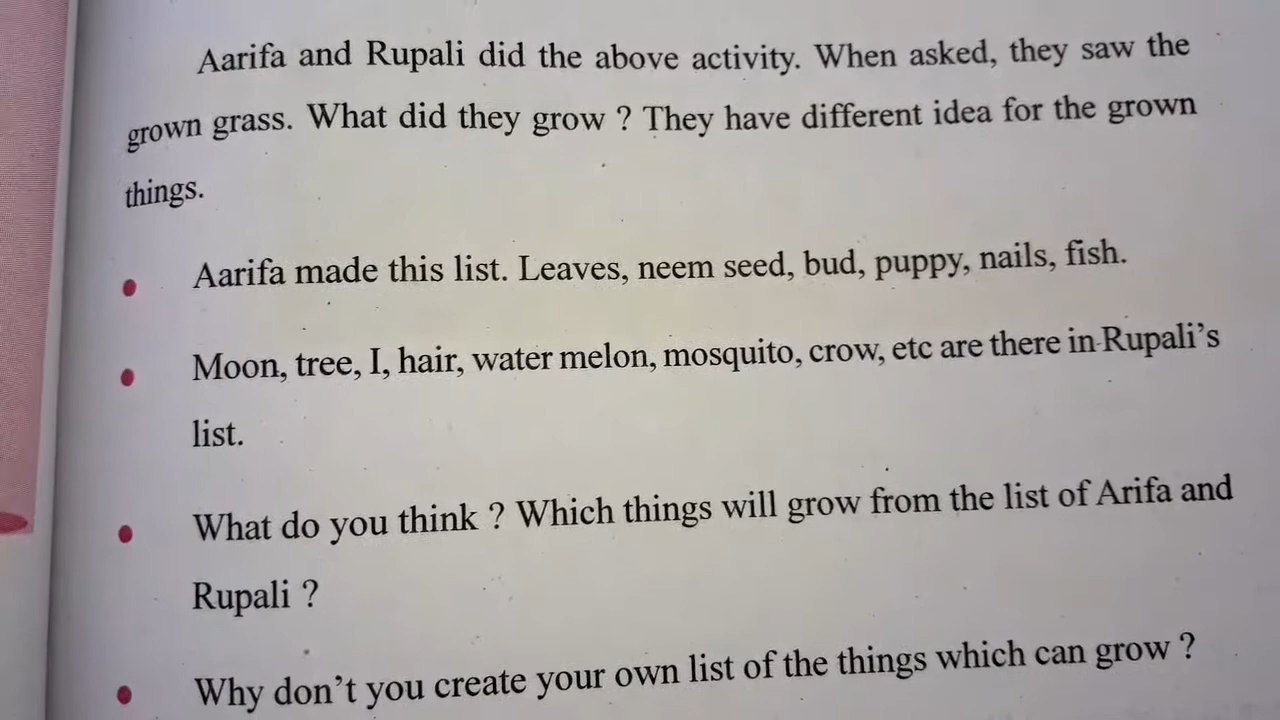 Aarifa and Rupali did the above activity. When asked, they saw the
grown grass. What did they grow ? They have different idea for the grown
things.
• Aarifa made this list. Leaves, neem seed, bud, puppy, nails, fish.
• Moon, tree, I, hair, water melon, mosquito, crow, etc are there in Rupali’s
list.
• What do you think ? Which things will grow from the list of Arifa and
Rupali ?
• Why don’t you create your own list of the things which can grow ?